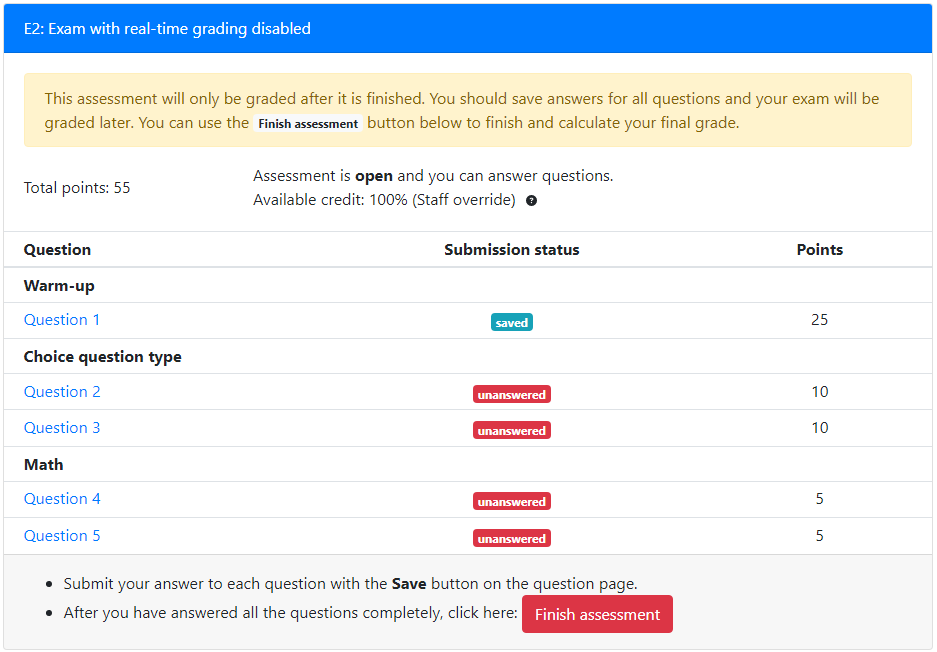 E2: Exam with real-time grading disabled
This assessment will only be graded after it is finished. You should save answers for all questions and your exam will be
graded later. You can use the Finish assessment button below to finish and calculate your final grade.
Total points: 55
Assessment is open and you can answer questions.
Available credit: 100% (Staff override) ?
Question Submission status Points
Warm-up
Question 1 saved 25
Choice question type
Question 2 unanswered 10
Question 3 unanswered 10
Math
Question 4 unanswered 5
Question 5 unanswered 5
• Submit your answer to each question with the Save button on the question page.
• After you have answered all the questions completely, click here: Finish assessment